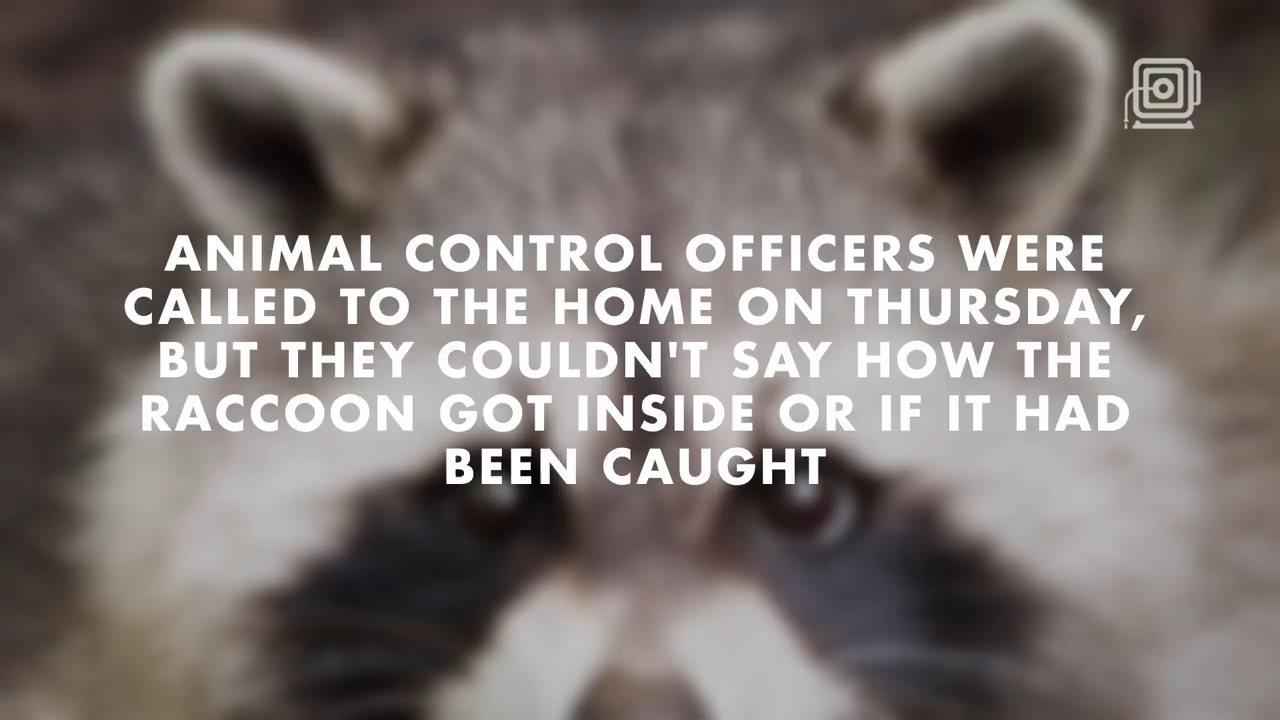 ANIMAL CONTROL OFFICERS WERE
CALLED TO THE HOME ON THURSDAY,
BUT THEY COULDN'T SAY HOW THE
RACCOON GOT INSIDE OR IF IT HAD
BEEN CAUGHT